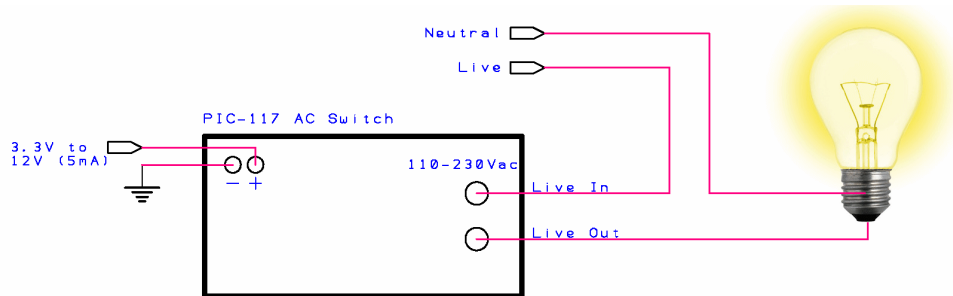 Neutral
Live
PIC-117 AC Switch
3.3V to
12V (5mA)
110-230Vac
- +
Live In
Live Out